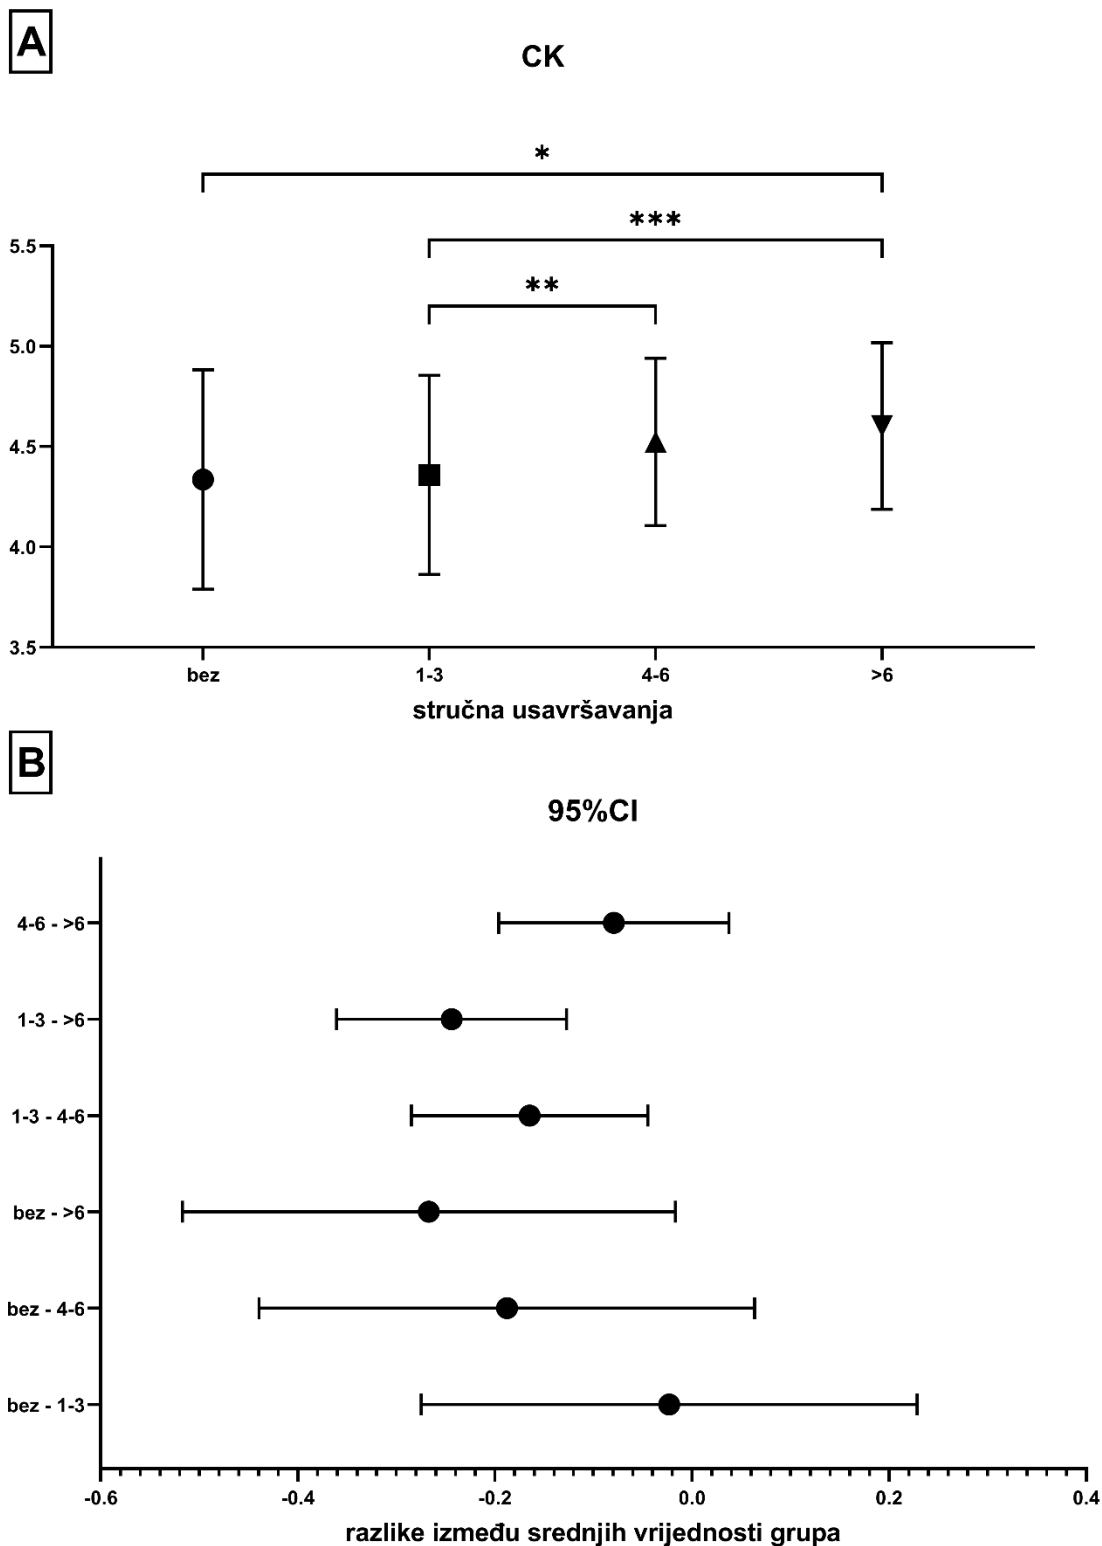 A
CK
*
***
**
5.5
5.0
4.5
4.0
3.5
bez 1-3 4-6 >6
stručna usavršavanja
B
95%CI
4-6 - >6
1-3 - >6
1-3 - 4-6
bez - >6
bez - 4-6
bez - 1-3
-0.6 -0.4 -0.2 0.0 0.2 0.4
razlike između srednjih vrijednosti grupa